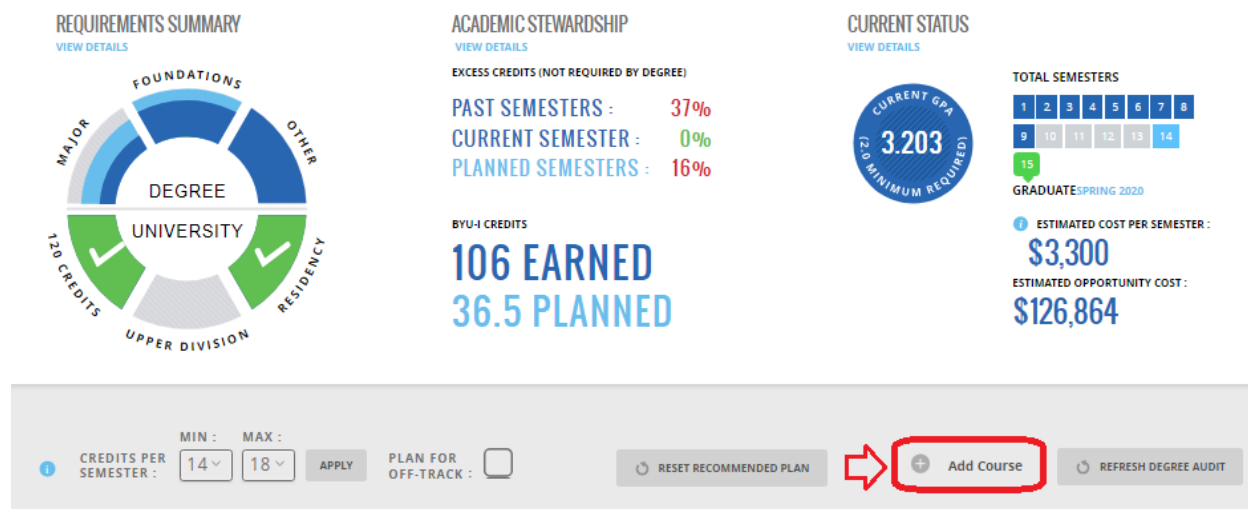 REQUIREMENTS SUMMARY
VIEW DETAILS
FOUNDATIONS
MAJOR
OTHER
DEGREE
UNIVERSITY
120 CREDITS
RESIDENCY
UPPER DIVISION
ACADEMIC STEWARDSHIP
VIEW DETAILS
EXCESS CREDITS (NOT REQUIRED BY DEGREE)
PAST SEMESTERS : 37%
CURRENT SEMESTER : 0%
PLANNED SEMESTERS : 16%
BYU-I CREDITS
106 EARNED
36.5 PLANNED
CURRENT STATUS
VIEW DETAILS
CURRENT GPA
3.203
(2.0 MINIMUM REQUIRED)
TOTAL SEMESTERS
1 2 3 4 5 6 7 8
9 10 11 12 13 14
15
GRADUATESPRING 2020
i ESTIMATED COST PER SEMESTER :
$3,300
ESTIMATED OPPORTUNITY COST :
$126,864
MIN : MAX :
i CREDITS PER
SEMESTER :
14 18 APPLY
PLAN FOR
OFF-TRACK :
RESET RECOMMENDED PLAN
Add Course
REFRESH DEGREE AUDIT